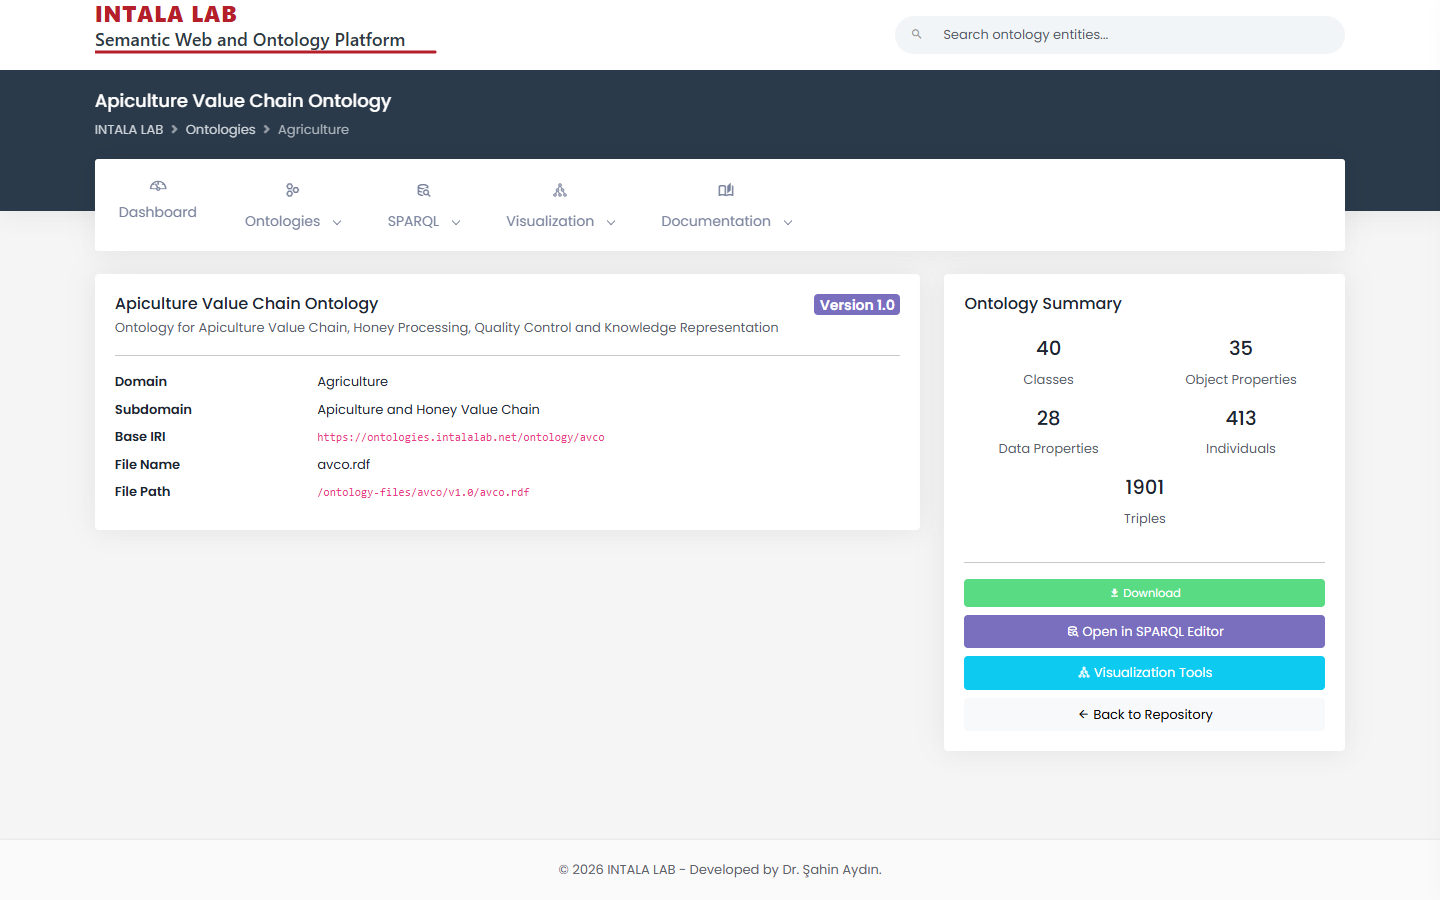 INTALA LAB
Semantic Web and Ontology Platform
Search ontology entities...
Apiculture Value Chain Ontology
INTALA LAB > Ontologies > Agriculture
Dashboard
Ontologies
SPARQL
Visualization
Documentation
Apiculture Value Chain Ontology
Version 1.0
Ontology for Apiculture Value Chain, Honey Processing, Quality Control and Knowledge Representation
Domain Agriculture
Subdomain Apiculture and Honey Value Chain
Base IRI https://ontologies.intalalab.net/ontology/avco
File Name avco.rdf
File Path /ontology-files/avco/v1.0/avco.rdf
Ontology Summary
40 35
Classes Object Properties
28 413
Data Properties Individuals
1901
Triples
Download
Open in SPARQL Editor
Visualization Tools
Back to Repository
© 2026 INTALA LAB - Developed by Dr. Şahin Aydın.